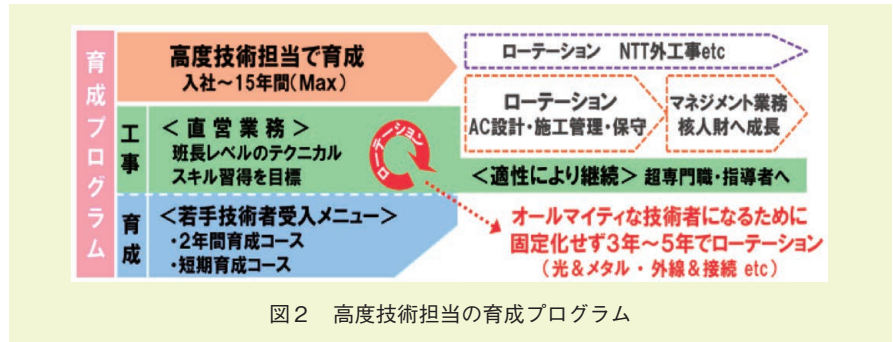 育成プログラム
高度技術担当で育成
入社～15年間(Max)
工事
＜直営業務＞
班長レベルのテクニカル
スキル習得を目標
ローテーション
育成
＜若手技術者受入メニュー＞
・2年間育成コース
・短期育成コース
ローテーション NTT外工事etc
ローテーション
AC設計・施工管理・保守
マネジメント業務
核人財へ成長
＜適性により継続＞ 超専門職・指導者へ
オールマイティな技術者になるために
固定化せず3年～5年でローテーション
（光＆メタル・外線＆接続 etc）
図2 高度技術担当の育成プログラム